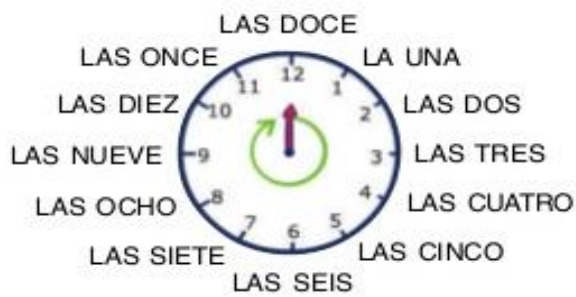 LAS DOCE
LAS ONCE
LA UNA
12
11
1
LAS DIEZ
10
2
LAS DOS
LAS NUEVE
9
3
LAS TRES
LAS OCHO
8
4
LAS CUATRO
7
5
LAS SIETE
6
LAS CINCO
LAS SEIS